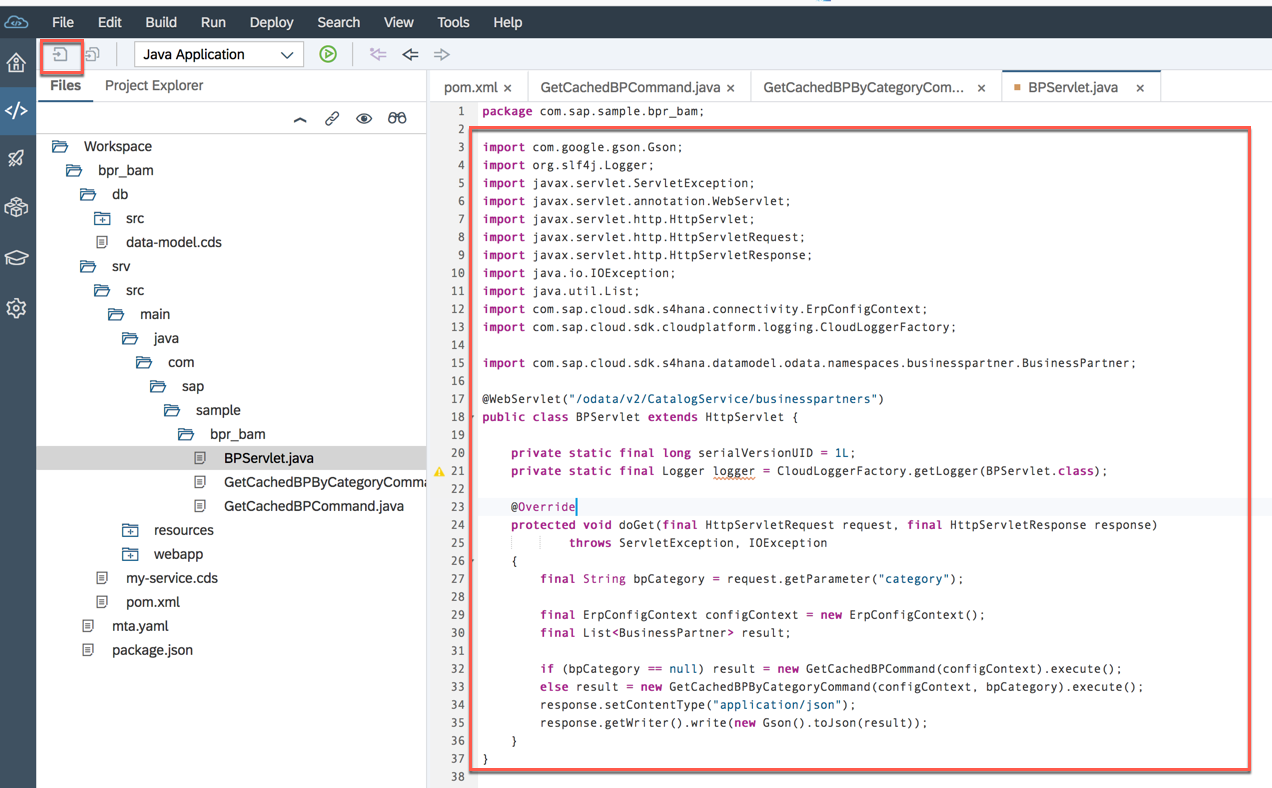 File Edit Build Run Deploy Search View Tools Help
Java Application
Files Project Explorer
pom.xml × GetCachedBPCommand.java × GetCachedBPByCategoryCom... × BPServlet.java ×
Workspace
bpr_bam
db
src
data-model.cds
srv
src
main
java
com
sap
sample
bpr_bam
BPServlet.java
GetCachedBPByCategoryComma
GetCachedBPCommand.java
resources
webapp
my-service.cds
pom.xml
mta.yaml
package.json
1 package com.sap.sample.bpr_bam;
2
3 import com.google.gson.Gson;
4 import org.slf4j.Logger;
5 import javax.servlet.ServletException;
6 import javax.servlet.annotation.WebServlet;
7 import javax.servlet.http.HttpServlet;
8 import javax.servlet.http.HttpServletRequest;
9 import javax.servlet.http.HttpServletResponse;
10 import java.io.IOException;
11 import java.util.List;
12 import com.sap.cloud.sdk.s4hana.connectivity.ErpConfigContext;
13 import com.sap.cloud.sdk.cloudplatform.logging.CloudLoggerFactory;
14
15 import com.sap.cloud.sdk.s4hana.datamodel.odata.namespaces.businesspartner.BusinessPartner;
16
17 @WebServlet("/odata/v2/CatalogService/businesspartners")
18 public class BPServlet extends HttpServlet {
19
20     private static final long serialVersionUID = 1L;
21     private static final Logger logger = CloudLoggerFactory.getLogger(BPServlet.class);
22
23     @Override
24     protected void doGet(final HttpServletRequest request, final HttpServletResponse response)
25             throws ServletException, IOException
26     {
27         final String bpCategory = request.getParameter("category");
28
29         final ErpConfigContext configContext = new ErpConfigContext();
30         final List<BusinessPartner> result;
31
32         if (bpCategory == null) result = new GetCachedBPCommand(configContext).execute();
33         else result = new GetCachedBPByCategoryCommand(configContext, bpCategory).execute();
34         response.setContentType("application/json");
35         response.getWriter().write(new Gson().toJson(result));
36     }
37 }
38